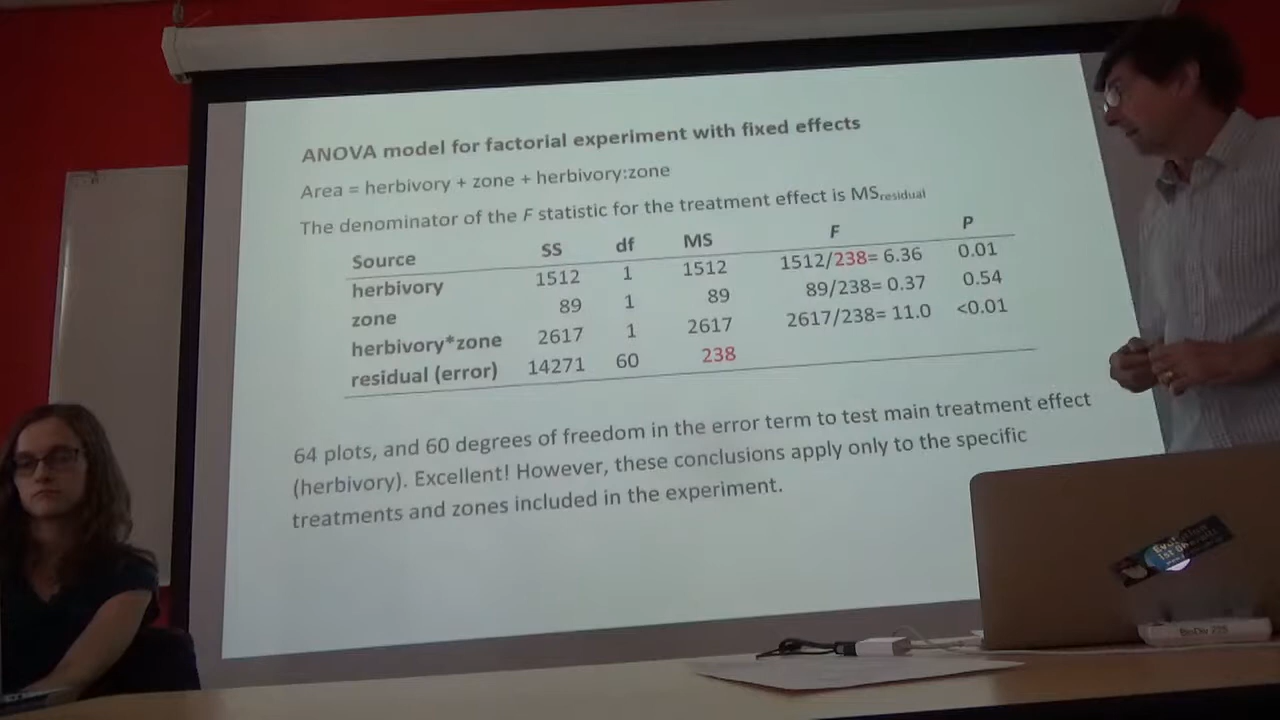 ANOVA model for factorial experiment with fixed effects
Area = herbivory + zone + herbivory:zone
The denominator of the F statistic for the treatment effect is MSresidual
Source SS df MS F P
herbivory 1512 1 1512 1512/238= 6.36 0.01
zone 89 1 89 89/238= 0.37 0.54
herbivory*zone 2617 1 2617 2617/238= 11.0 <0.01
residual (error) 14271 60 238
64 plots, and 60 degrees of freedom in the error term to test main treatment effect
(herbivory). Excellent! However, these conclusions apply only to the specific
treatments and zones included in the experiment.